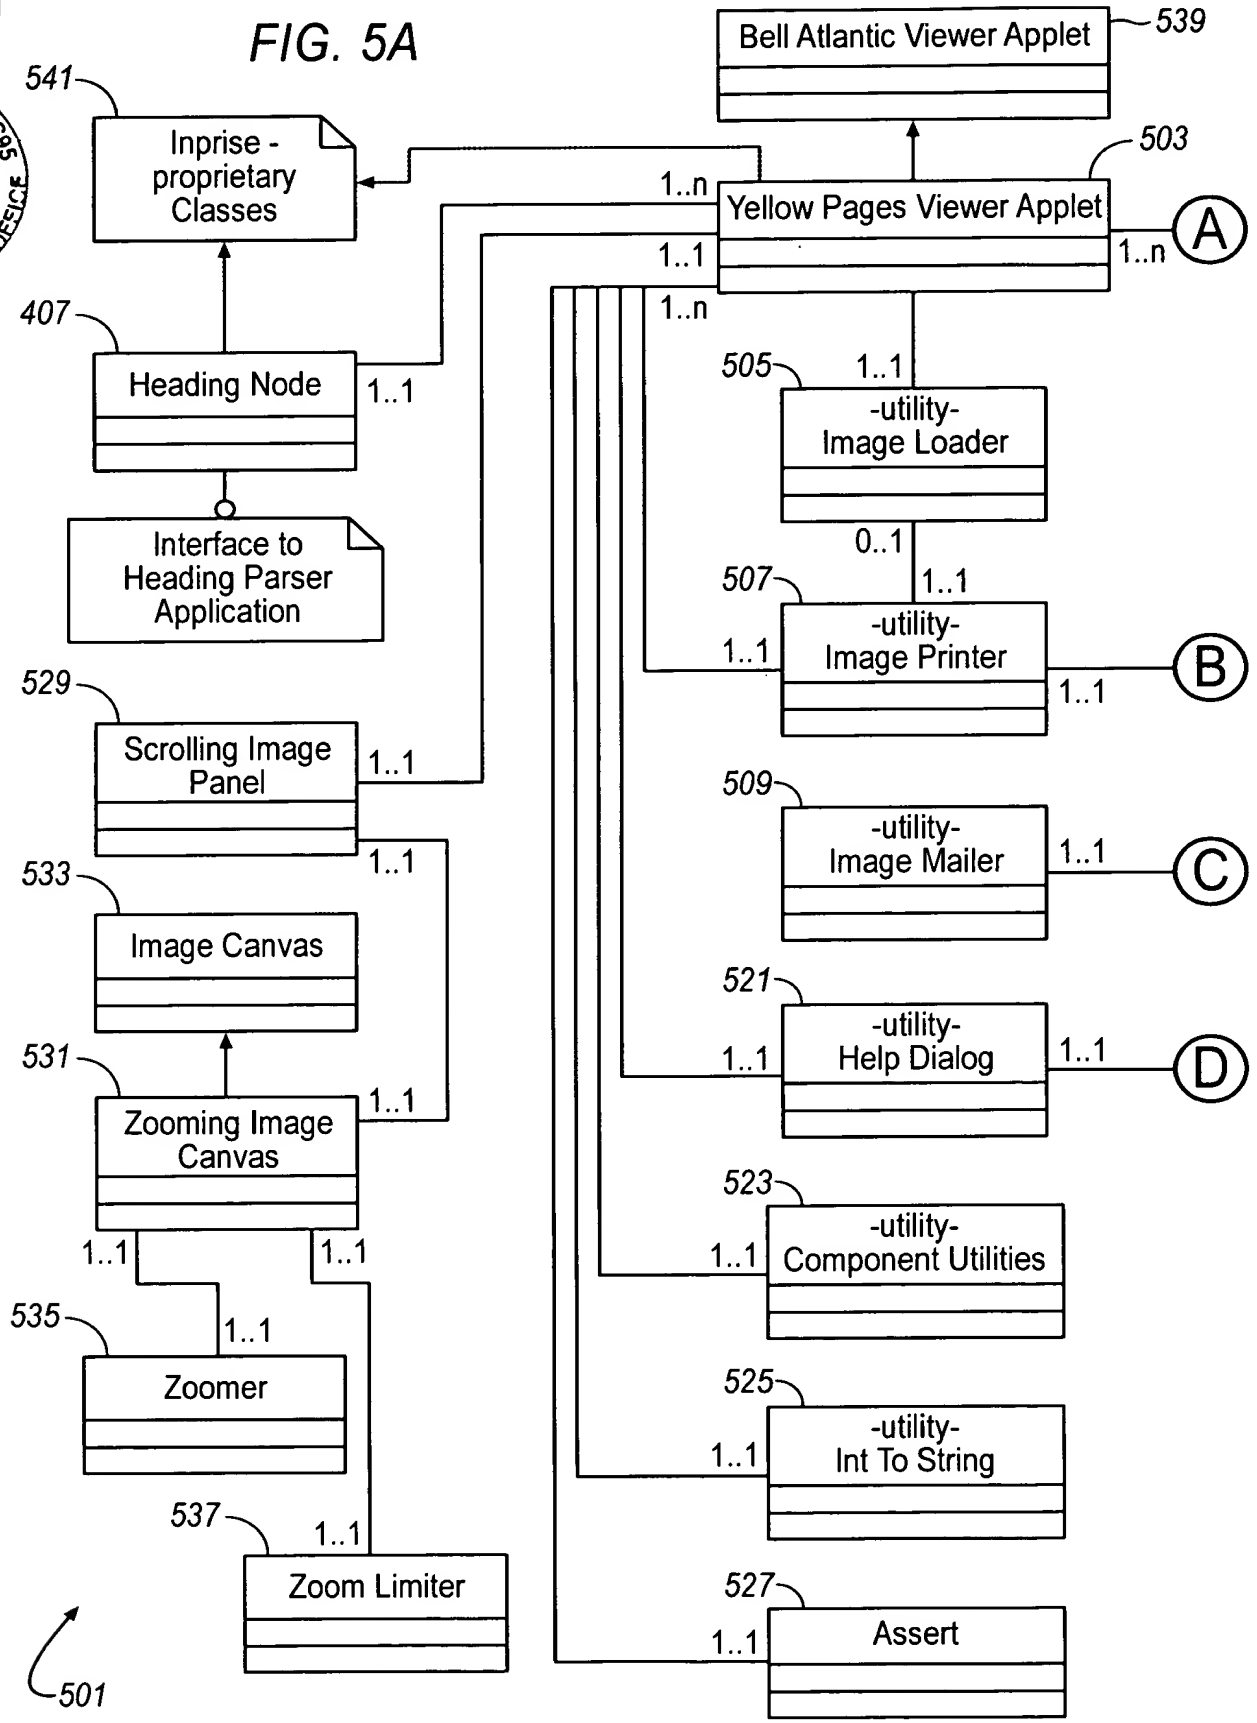 FIG. 5A
Bell Atlantic Viewer Applet
539
541
Inprise -
proprietary
Classes
503
1..n
Yellow Pages Viewer Applet
A
1..n
1..1
1..n
407
Heading Node
1..1
505
1..1
-utility-
Image Loader
0..1
Interface to
Heading Parser
Application
507
1..1
-utility-
Image Printer
1..1
B
1..1
529
Scrolling Image
Panel
1..1
1..1
509
-utility-
Image Mailer
1..1
C
533
Image Canvas
521
-utility-
Help Dialog
1..1
1..1
D
531
Zooming Image
Canvas
1..1
1..1
1..1
523
-utility-
Component Utilities
1..1
535
1..1
Zoomer
525
-utility-
Int To String
1..1
537
1..1
Zoom Limiter
527
Assert
1..1
501